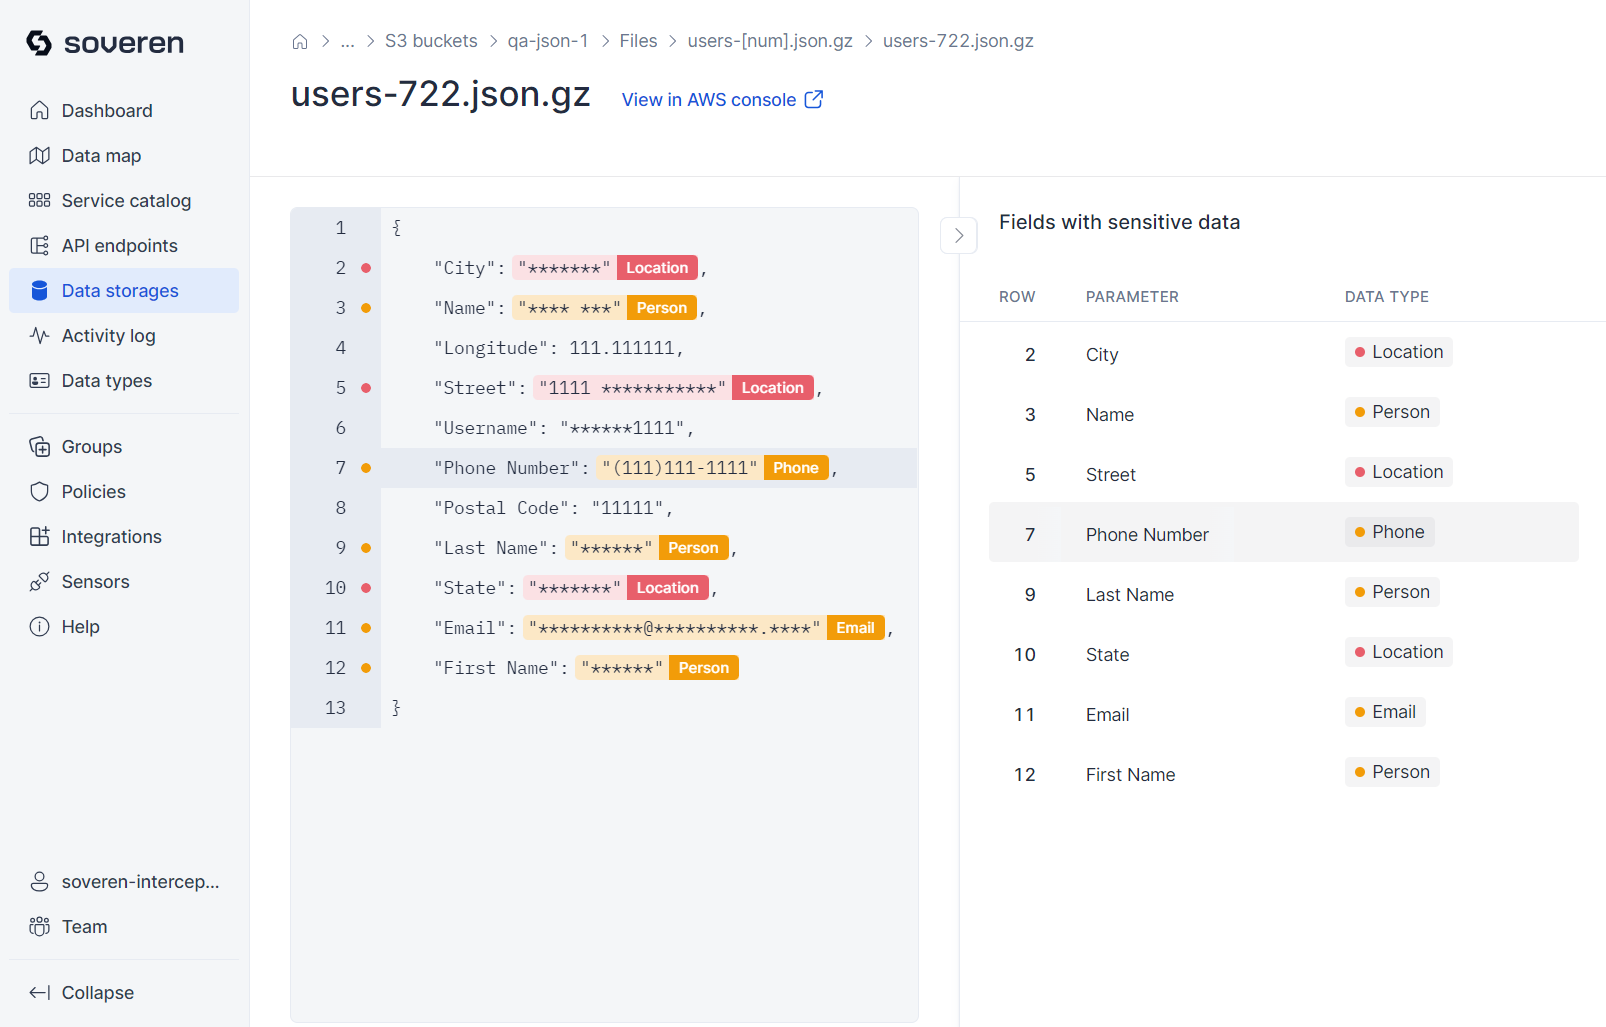 soveren
Dashboard
Data map
Service catalog
API endpoints
Data storages
Activity log
Data types
Groups
Policies
Integrations
Sensors
Help
soveren-intercep...
Team
Collapse
... S3 buckets qa-json-1 Files users-[num].json.gz users-722.json.gz
users-722.json.gz View in AWS console
1 {
2 "City": "*******" Location ,
3 "Name": "**** ***" Person ,
4 "Longitude": 111.111111,
5 "Street": "1111 ***********" Location ,
6 "Username": "******1111",
7 "Phone Number": "(111)111-1111" Phone ,
8 "Postal Code": "11111",
9 "Last Name": "******" Person ,
10 "State": "*******" Location ,
11 "Email": "**********@**********.****" Email ,
12 "First Name": "******" Person
13 }
Fields with sensitive data
ROW PARAMETER DATA TYPE
2 City Location
3 Name Person
5 Street Location
7 Phone Number Phone
9 Last Name Person
10 State Location
11 Email Email
12 First Name Person